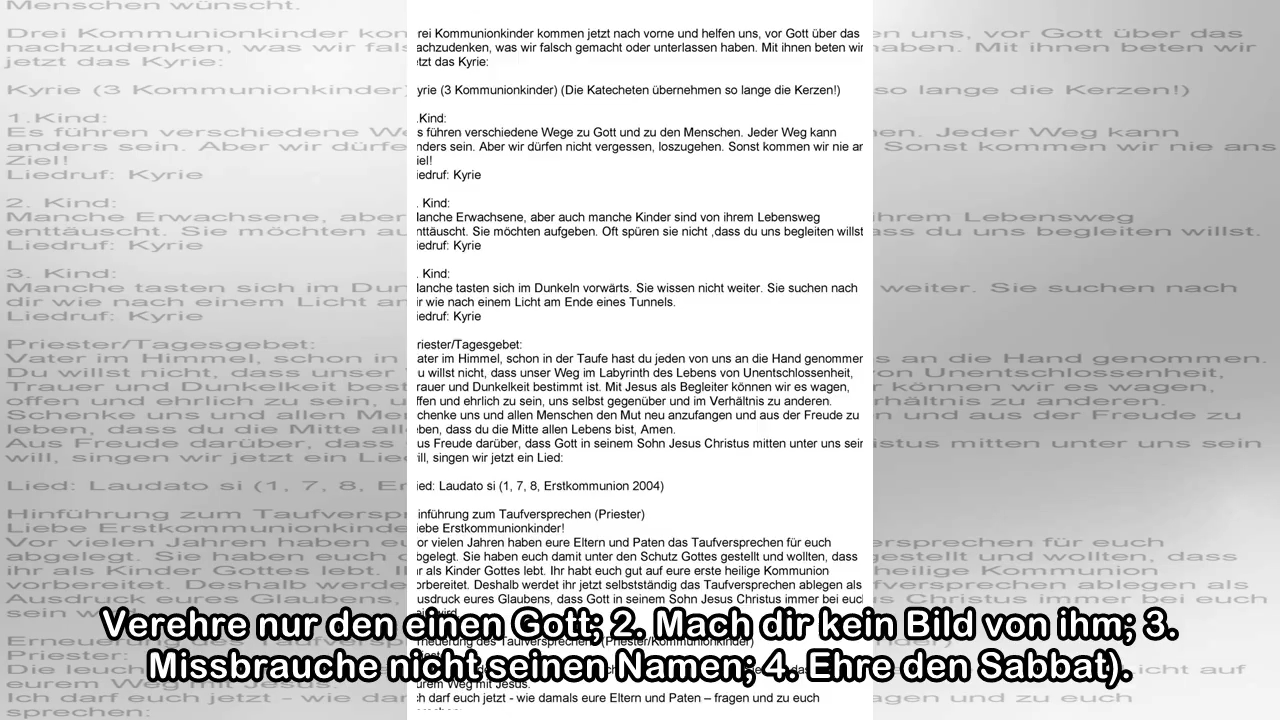 rei Kommunionkinder kommen jetzt nach vorne und helfen uns, vor Gott über das
achzudenken, was wir falsch gemacht oder unterlassen haben. Mit ihnen beten wir
etzt das Kyrie:
yrie (3 Kommunionkinder) (Die Katecheten übernehmen so lange die Kerzen!)
.Kind:
s führen verschiedene Wege zu Gott und zu den Menschen. Jeder Weg kann
nders sein. Aber wir dürfen nicht vergessen, loszugehen. Sonst kommen wir nie an
iel!
iedruf: Kyrie
. Kind:
lanche Erwachsene, aber auch manche Kinder sind von ihrem Lebensweg
nttäuscht. Sie möchten aufgeben. Oft spüren sie nicht ,dass du uns begleiten willst
iedruf: Kyrie
. Kind:
lanche tasten sich im Dunkeln vorwärts. Sie wissen nicht weiter. Sie suchen nach
ir wie nach einem Licht am Ende eines Tunnels.
iedruf: Kyrie
riester/Tagesgebet:
ater im Himmel, schon in der Taufe hast du jeden von uns an die Hand genommen
u willst nicht, dass unser Weg im Labyrinth des Lebens von Unentschlossenheit,
rauer und Dunkelkeit bestimmt ist. Mit Jesus als Begleiter können wir es wagen,
ffen und ehrlich zu sein, uns selbst gegenüber und im Verhältnis zu anderen.
chenke uns und allen Menschen den Mut neu anzufangen und aus der Freude zu
eben, dass du die Mitte allen Lebens bist, Amen.
us Freude darüber, dass Gott in seinem Sohn Jesus Christus mitten unter uns sein
ill, singen wir jetzt ein Lied:
ied: Laudato si (1, 7, 8, Erstkommunion 2004)
inführung zum Taufversprechen (Priester)
iebe Erstkommunionkinder!
or vielen Jahren haben eure Eltern und Paten das Taufversprechen für euch
bgelegt. Sie haben euch damit unter den Schutz Gottes gestellt und wollten, dass
r als Kinder Gottes lebt. Ihr habt euch gut auf eure erste heilige Kommunion
orbereitet. Deshalb werdet ihr jetzt selbstständig das Taufversprechen ablegen als
usdruck eures Glaubens, dass Gott in seinem Sohn Jesus Christus immer bei euch
Verehre nur den einen Gott; 2. Mach dir kein Bild von ihm; 3.
Missbrauche nicht seinen Namen; 4. Ehre den Sabbat).
urem Weg mit Jesus.
ch darf euch jetzt - wie damals eure Eltern und Paten – fragen und zu euch